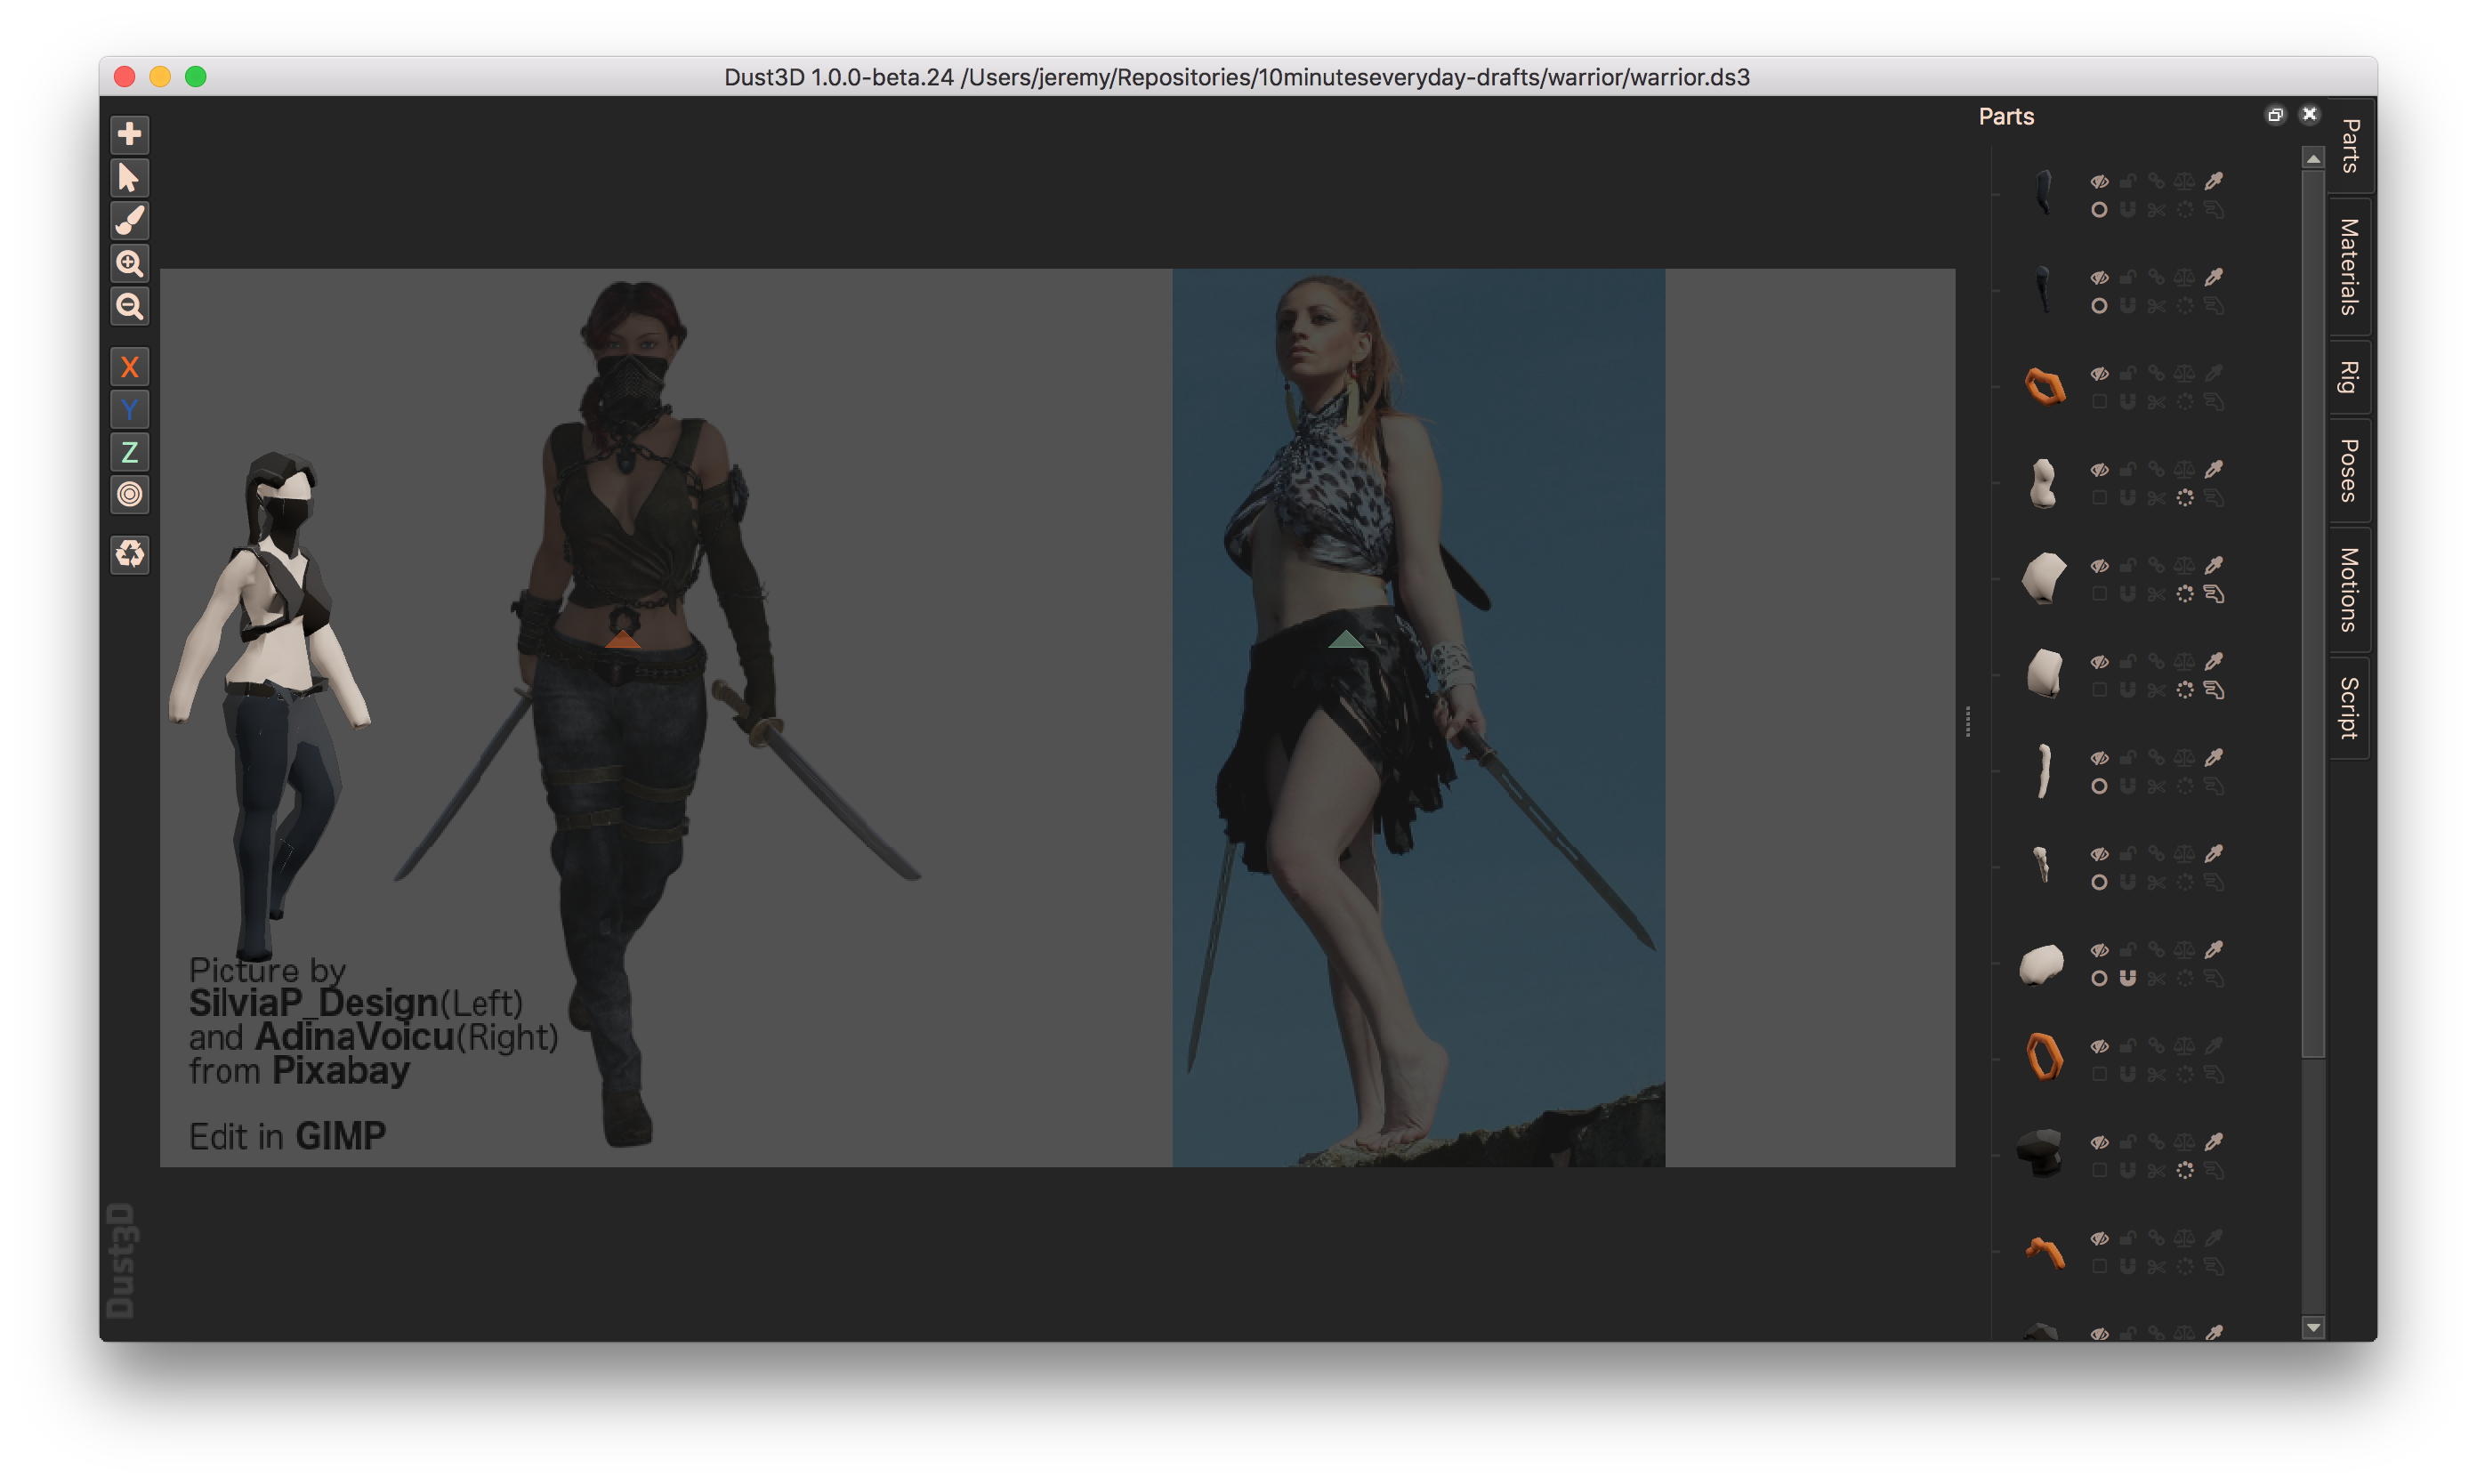 Dust3D 1.0.0-beta.24 /Users/jeremy/Repositories/10minuteseveryday-drafts/warrior/warrior.ds3
Parts
Parts
Materials
Rig
Poses
Motions
Script
X
Y
Z
Picture by
SilviaP_Design(Left)
and AdinaVoicu(Right)
from Pixabay
Edit in GIMP
Dust3D